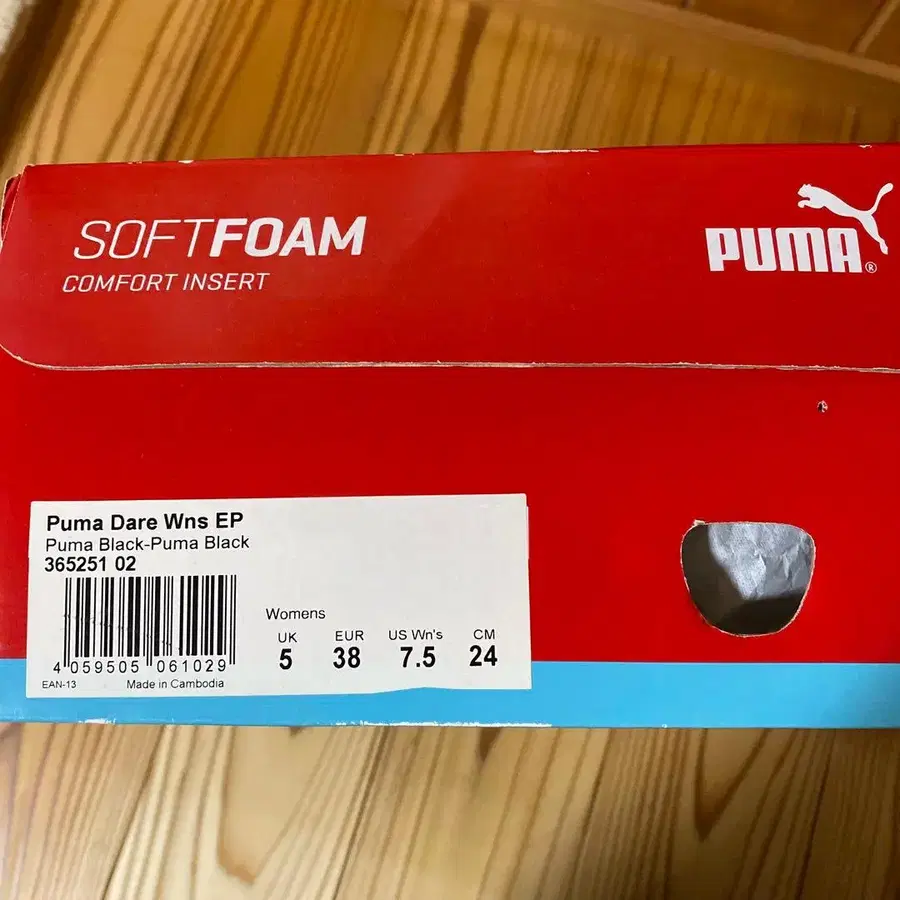 SOFTFOAM
COMFORT INSERT
PUMA®
Puma Dare Wns EP
Puma Black-Puma Black
365251 02
4 059505 061029
EAN-13 Made in Cambodia
Womens
UK EUR US Wn's CM
5 38 7.5 24